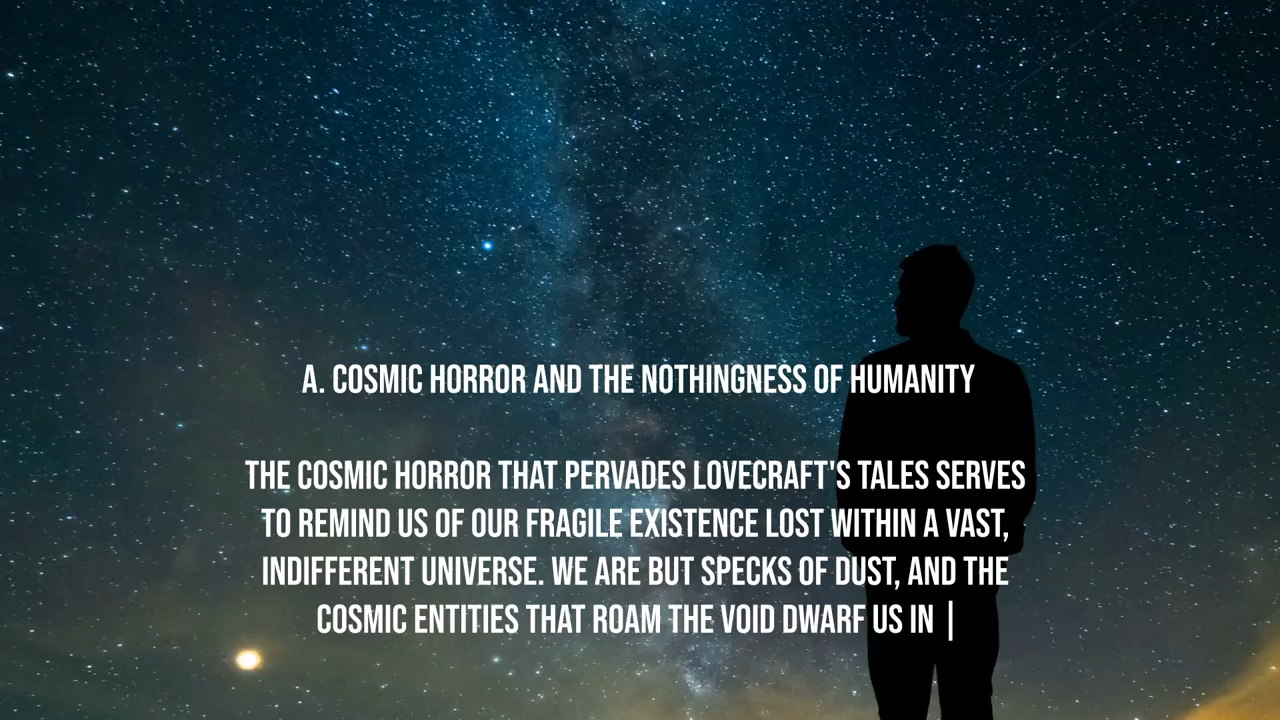 A. COSMIC HORROR AND THE NOTHINGNESS OF HUMANITY
THE COSMIC HORROR THAT PERVADES LOVECRAFT'S TALES SERVES
TO REMIND US OF OUR FRAGILE EXISTENCE LOST WITHIN A VAST,
INDIFFERENT UNIVERSE. WE ARE BUT SPECKS OF DUST, AND THE
COSMIC ENTITIES THAT ROAM THE VOID DWARF US IN |